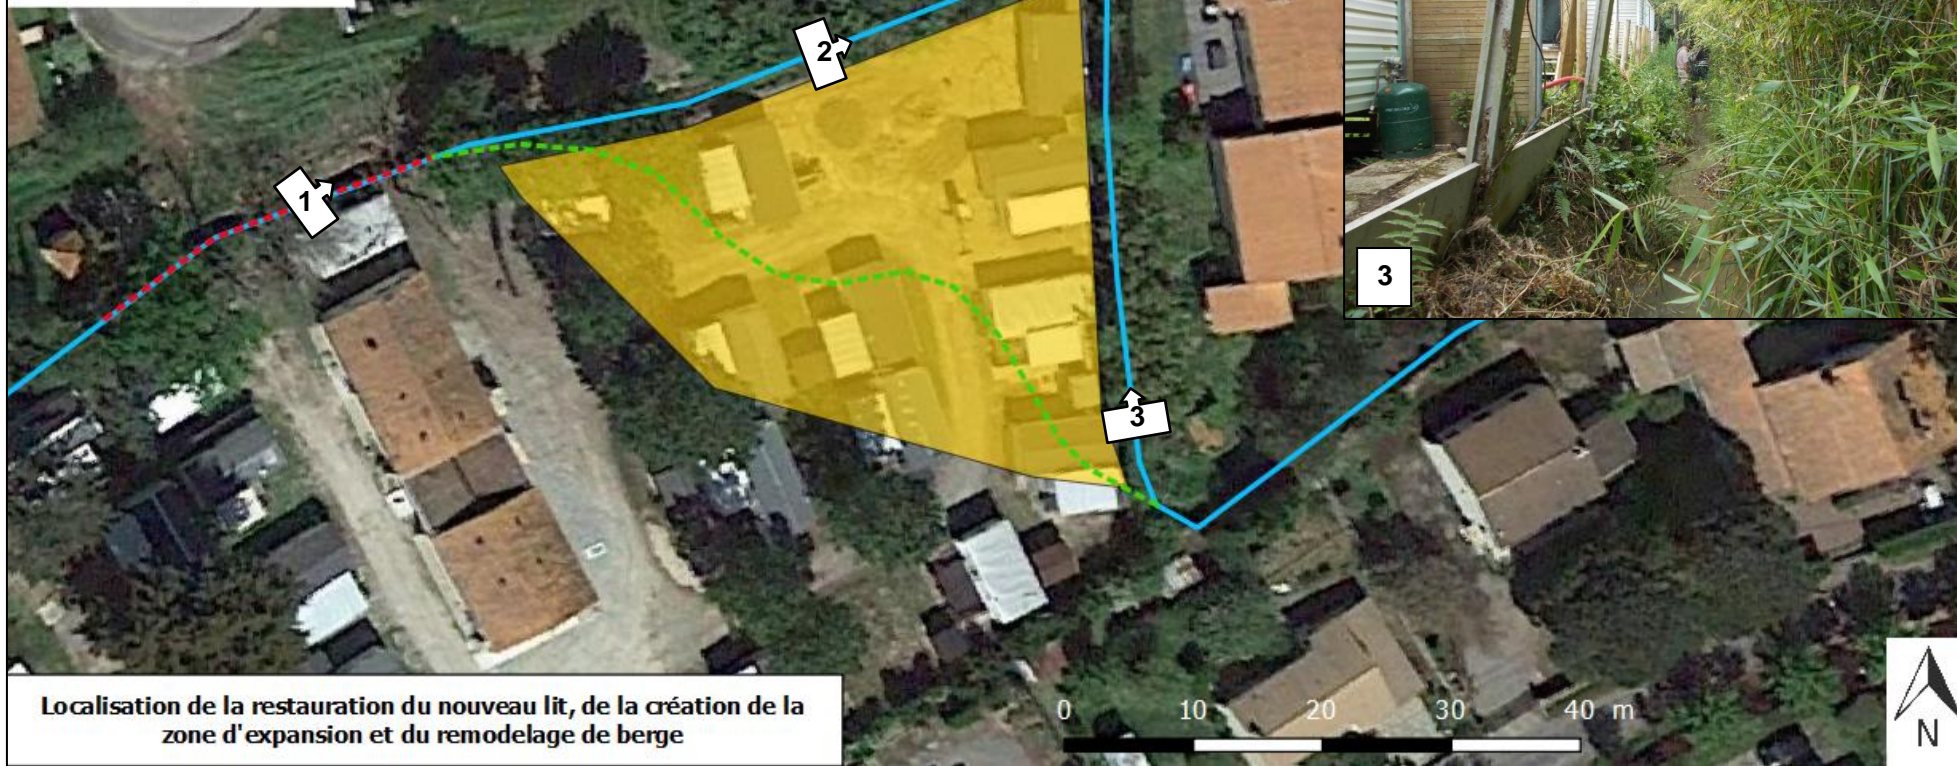 2
1
3
3
Localisation de la restauration du nouveau lit, de la création de la
zone d'expansion et du remodelage de berge
0 10 20 30 40 m
N